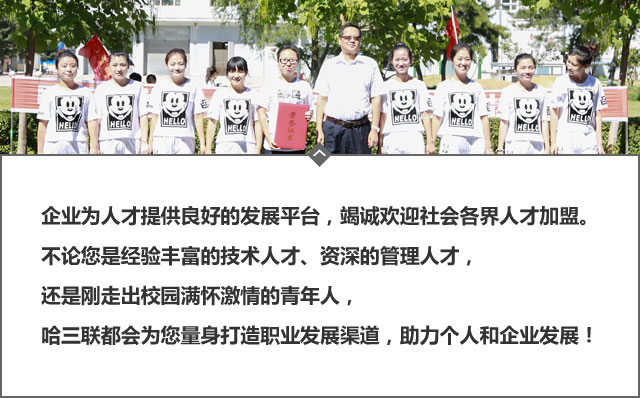 HELLO
HELLO
HELLO
HELLO
荣誉证书
HELLO
HELLO
HELLO
HELLO
企业为人才提供良好的发展平台，竭诚欢迎社会各界人才加盟。
不论您是经验丰富的技术人才、资深的管理人才，
还是刚走出校园满怀激情的青年人，
哈三联都会为您量身打造职业发展渠道，助力个人和企业发展！